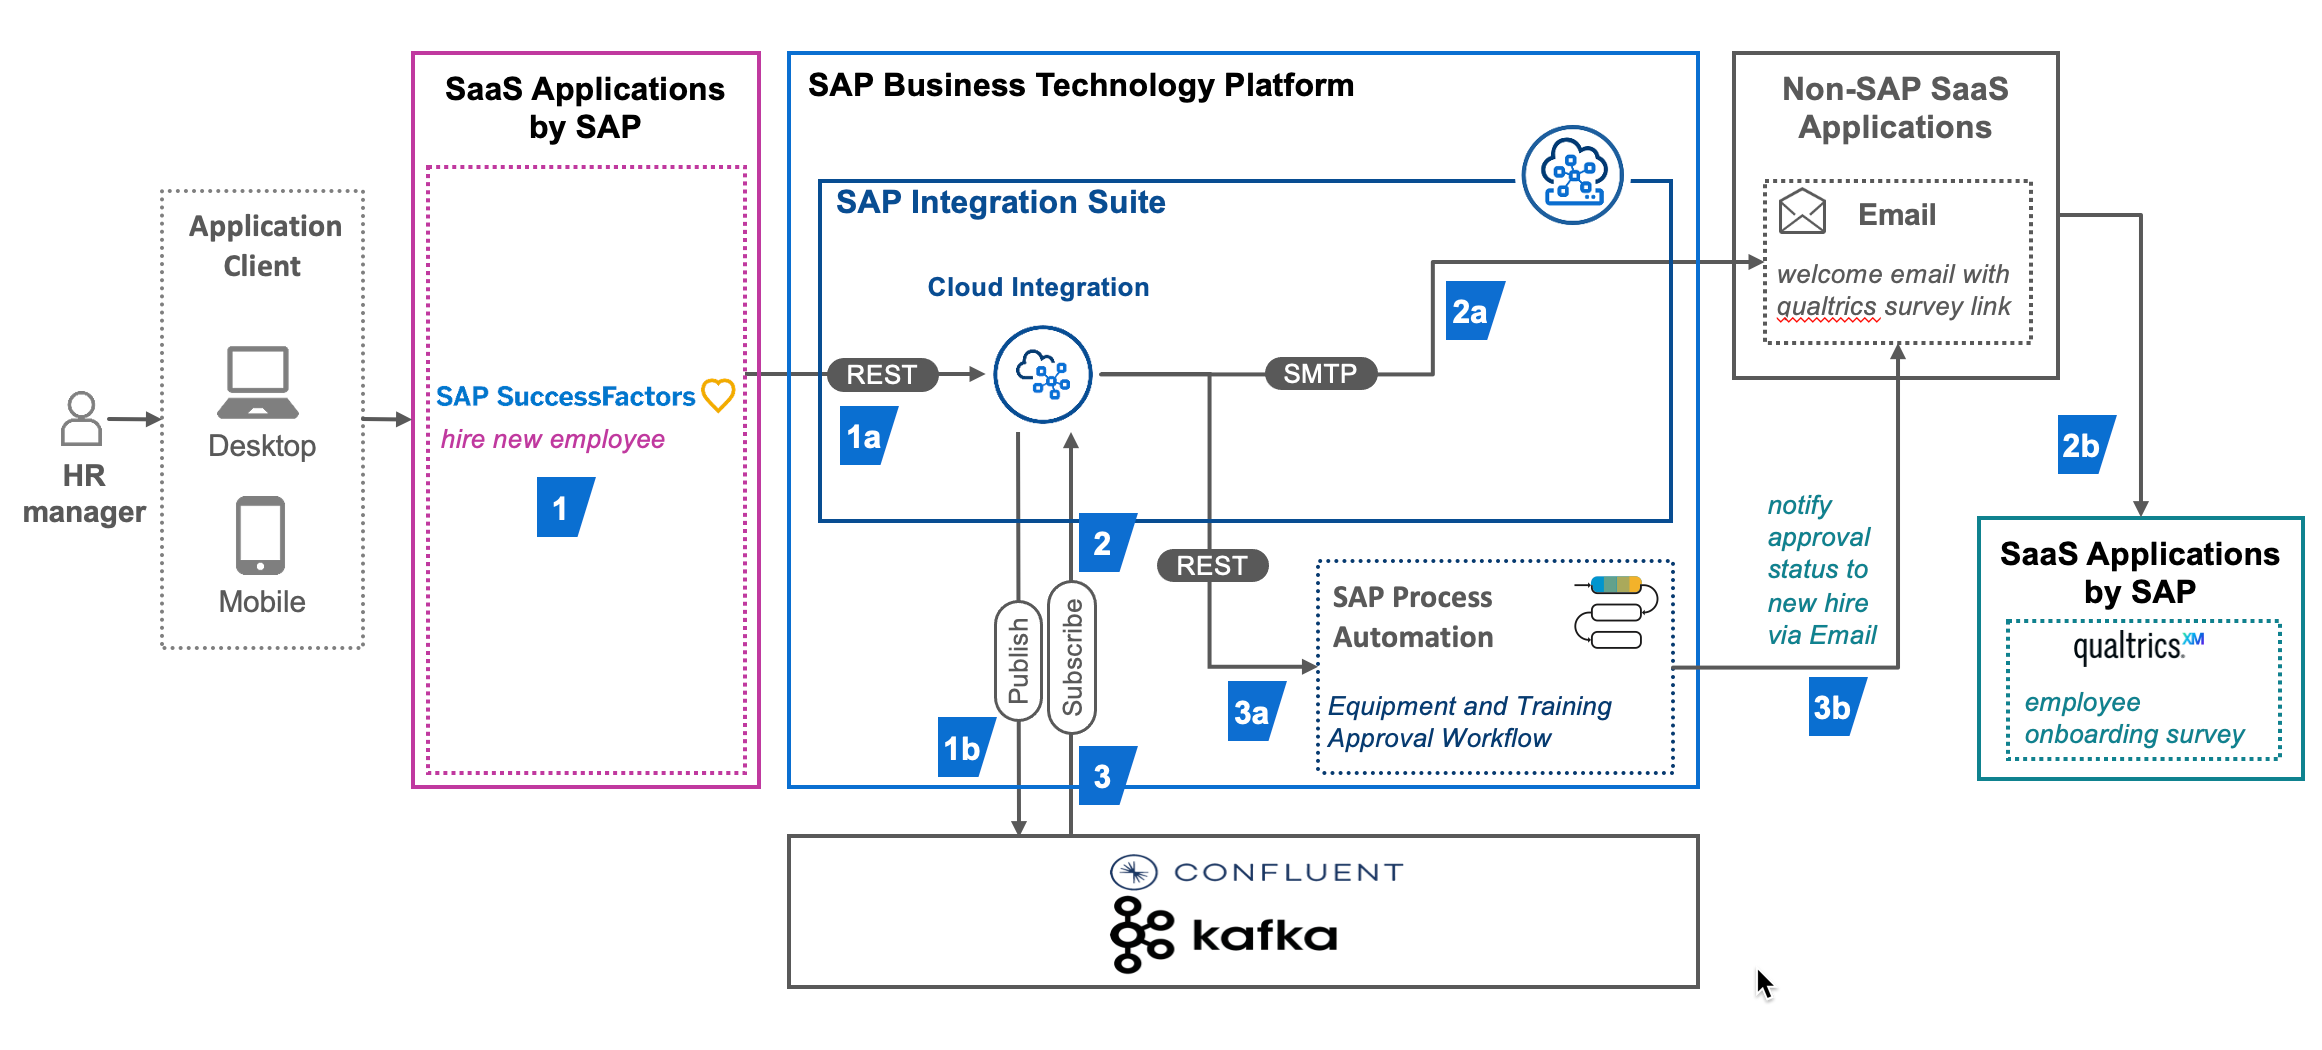 HR
manager
Application
Client
Desktop
Mobile
SaaS Applications
by SAP
SAP SuccessFactors
hire new employee
1
SAP Business Technology Platform
SAP Integration Suite
Cloud Integration
REST
1a
SMTP
2a
2
REST
Publish
Subscribe
1b
3
3a
SAP Process
Automation
Equipment and Training
Approval Workflow
CONFLUENT
kafka
Non-SAP SaaS
Applications
Email
welcome email with
qualtrics survey link
2b
notify
approval
status to
new hire
via Email
3b
SaaS Applications
by SAP
qualtrics.XM
employee
onboarding survey